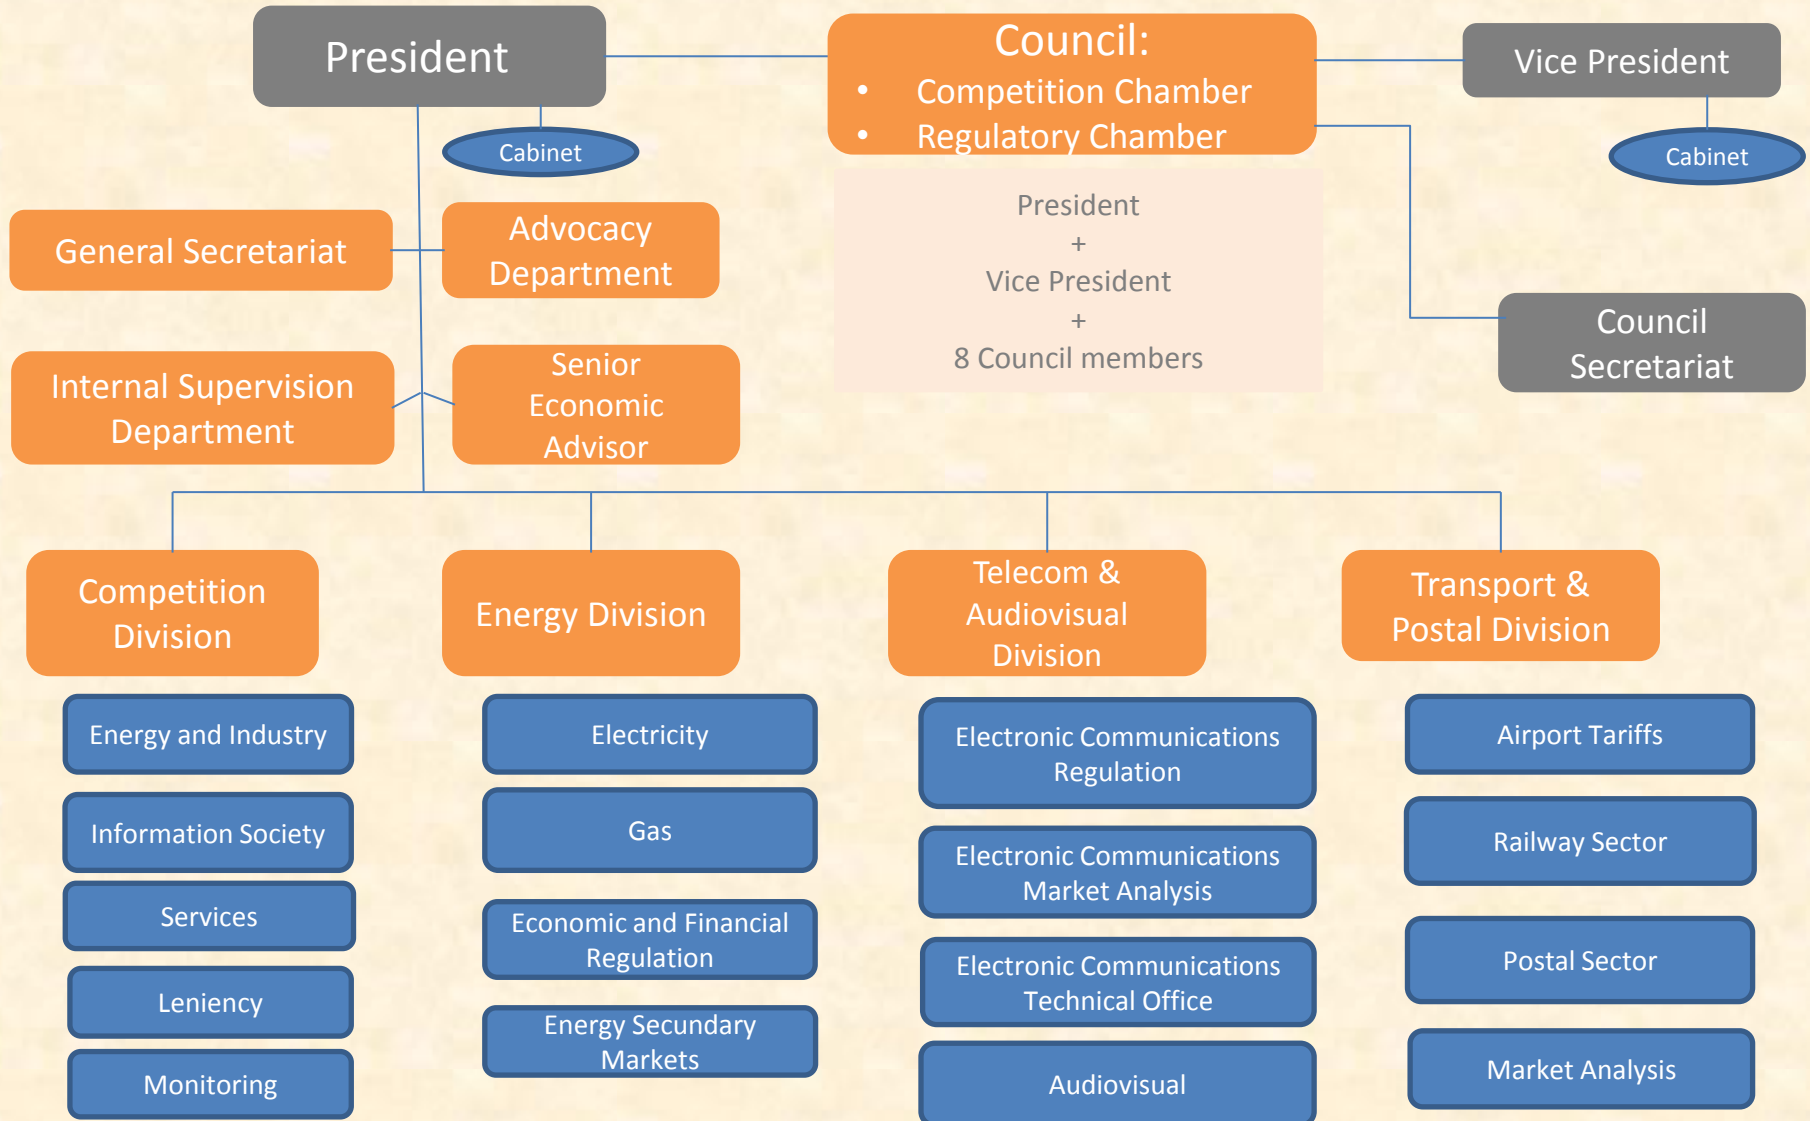 President
Council:
• Competition Chamber
• Regulatory Chamber
Vice President
Cabinet
Cabinet
President
+
Vice President
+
8 Council members
General Secretariat
Advocacy
Department
Council
Secretariat
Internal Supervision
Department
Senior
Economic
Advisor
Competition
Division
Energy and Industry
Information Society
Services
Leniency
Monitoring
Energy Division
Electricity
Gas
Economic and Financial
Regulation
Energy Secundary
Markets
Telecom &
Audiovisual
Division
Electronic Communications
Regulation
Electronic Communications
Market Analysis
Electronic Communications
Technical Office
Audiovisual
Transport &
Postal Division
Airport Tariffs
Railway Sector
Postal Sector
Market Analysis